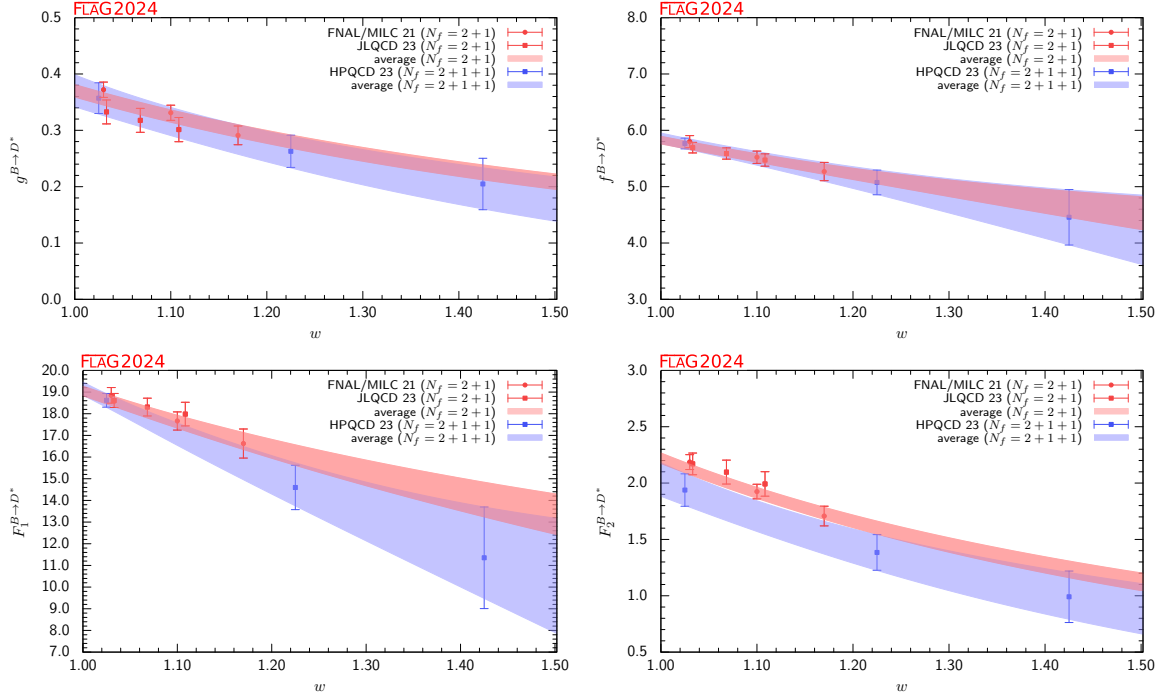 FLAG2024
FNAL/MILC 21 (N_f = 2 + 1)
JLQCD 23 (N_f = 2 + 1)
average (N_f = 2 + 1)
HPQCD 23 (N_f = 2 + 1 + 1)
average (N_f = 2 + 1 + 1)
0.5
0.4
0.3
0.2
0.1
0.0
g^{B→D*}
1.00 1.10 1.20 1.30 1.40 1.50
w
FLAG2024
FNAL/MILC 21 (N_f = 2 + 1)
JLQCD 23 (N_f = 2 + 1)
average (N_f = 2 + 1)
HPQCD 23 (N_f = 2 + 1 + 1)
average (N_f = 2 + 1 + 1)
8.0
7.0
6.0
5.0
4.0
3.0
f^{B→D*}
1.00 1.10 1.20 1.30 1.40 1.50
w
FLAG2024
FNAL/MILC 21 (N_f = 2 + 1)
JLQCD 23 (N_f = 2 + 1)
average (N_f = 2 + 1)
HPQCD 23 (N_f = 2 + 1 + 1)
average (N_f = 2 + 1 + 1)
20.0
19.0
18.0
17.0
16.0
15.0
14.0
13.0
12.0
11.0
10.0
9.0
8.0
7.0
F_1^{B→D*}
1.00 1.10 1.20 1.30 1.40 1.50
w
FLAG2024
FNAL/MILC 21 (N_f = 2 + 1)
JLQCD 23 (N_f = 2 + 1)
average (N_f = 2 + 1)
HPQCD 23 (N_f = 2 + 1 + 1)
average (N_f = 2 + 1 + 1)
3.0
2.5
2.0
1.5
1.0
0.5
F_2^{B→D*}
1.00 1.10 1.20 1.30 1.40 1.50
w